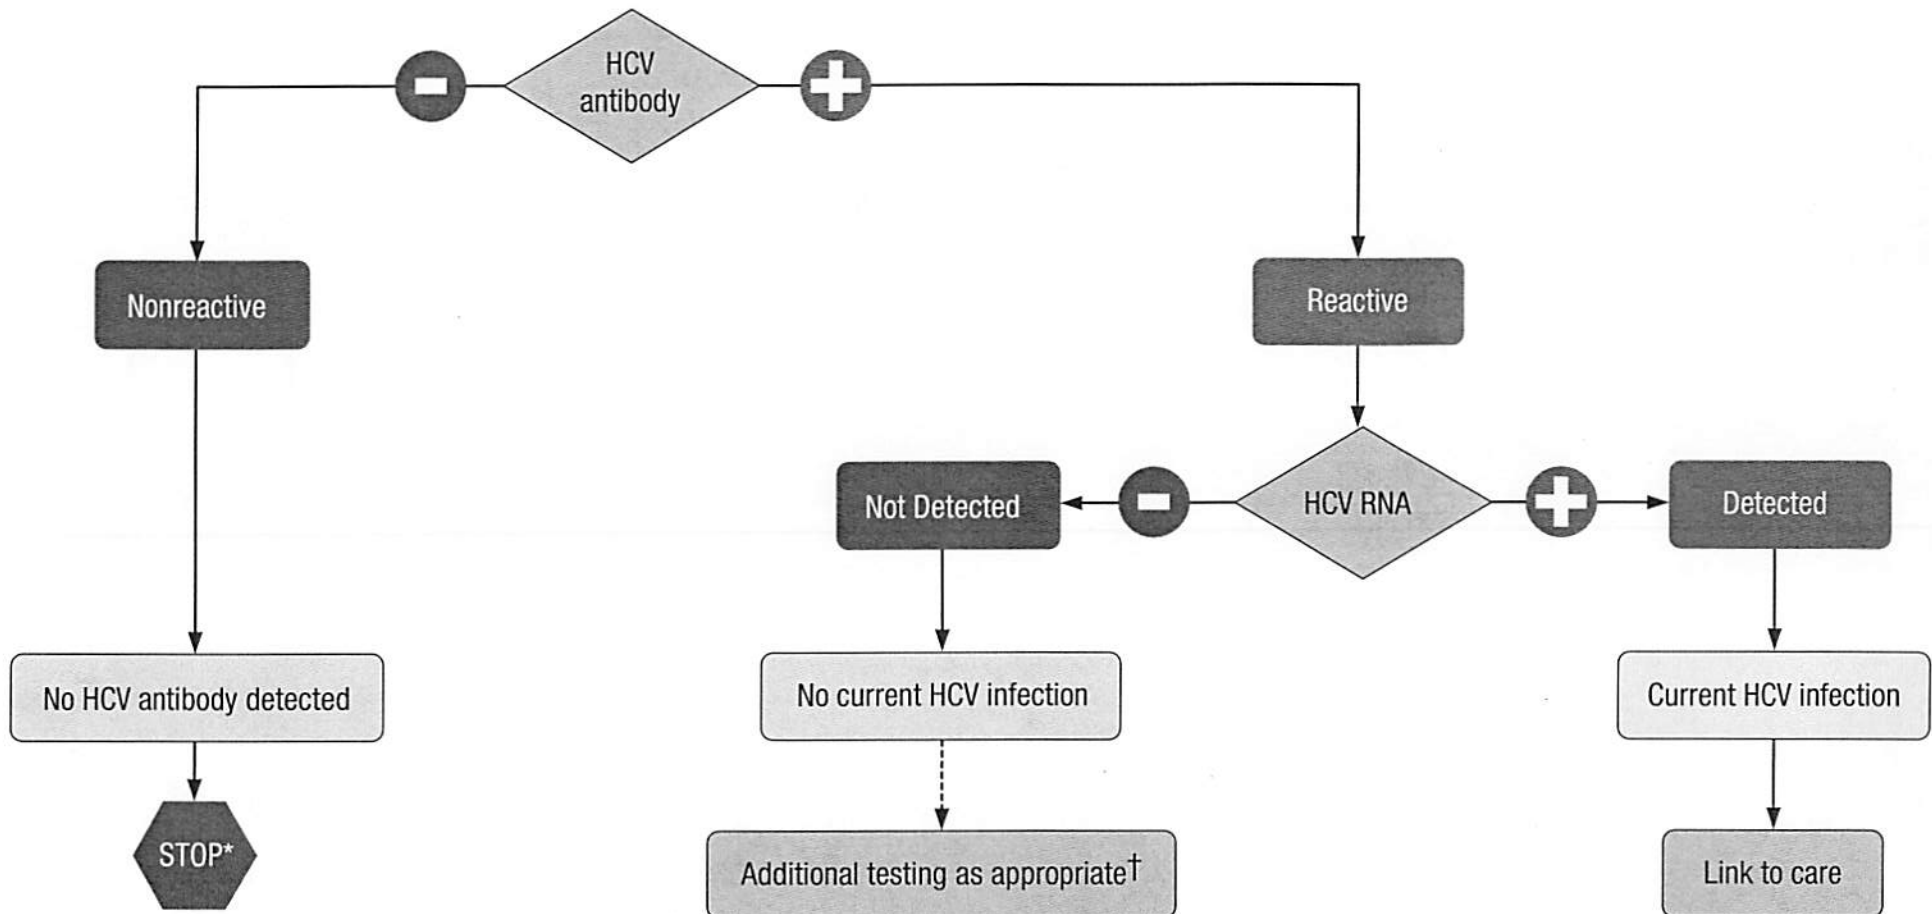 HCV
antibody
Nonreactive
Reactive
Not Detected
HCV RNA
Detected
No HCV antibody detected
No current HCV infection
Current HCV infection
STOP*
Additional testing as appropriate†
Link to care